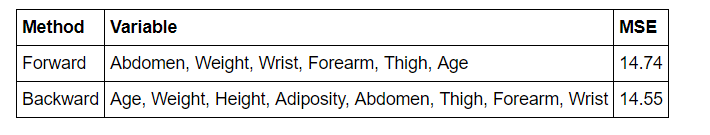 Method Variable MSE
Forward Abdomen, Weight, Wrist, Forearm, Thigh, Age 14.74
Backward Age, Weight, Height, Adiposity, Abdomen, Thigh, Forearm, Wrist 14.55